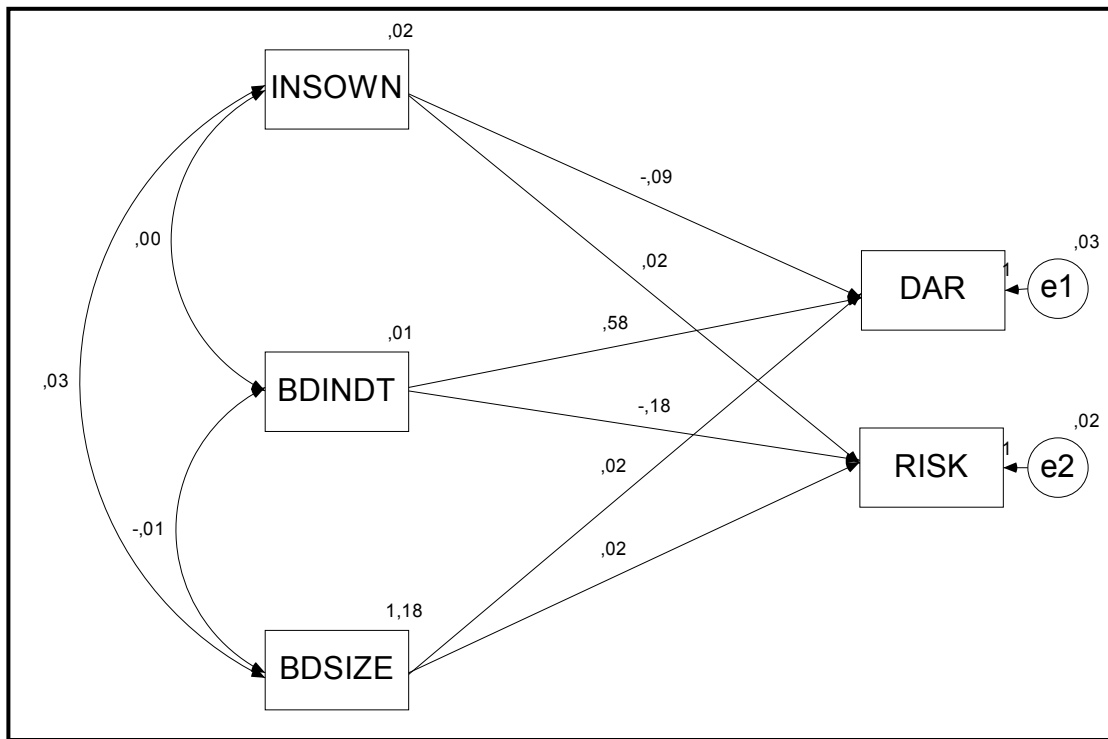 ,02
INSOWN
-,09
,03
,00
,02
1
DAR
e1
,58
,01
,03
BDINDT
-,18
,02
1
RISK
e2
,02
-,01
,02
1,18
BDSIZE